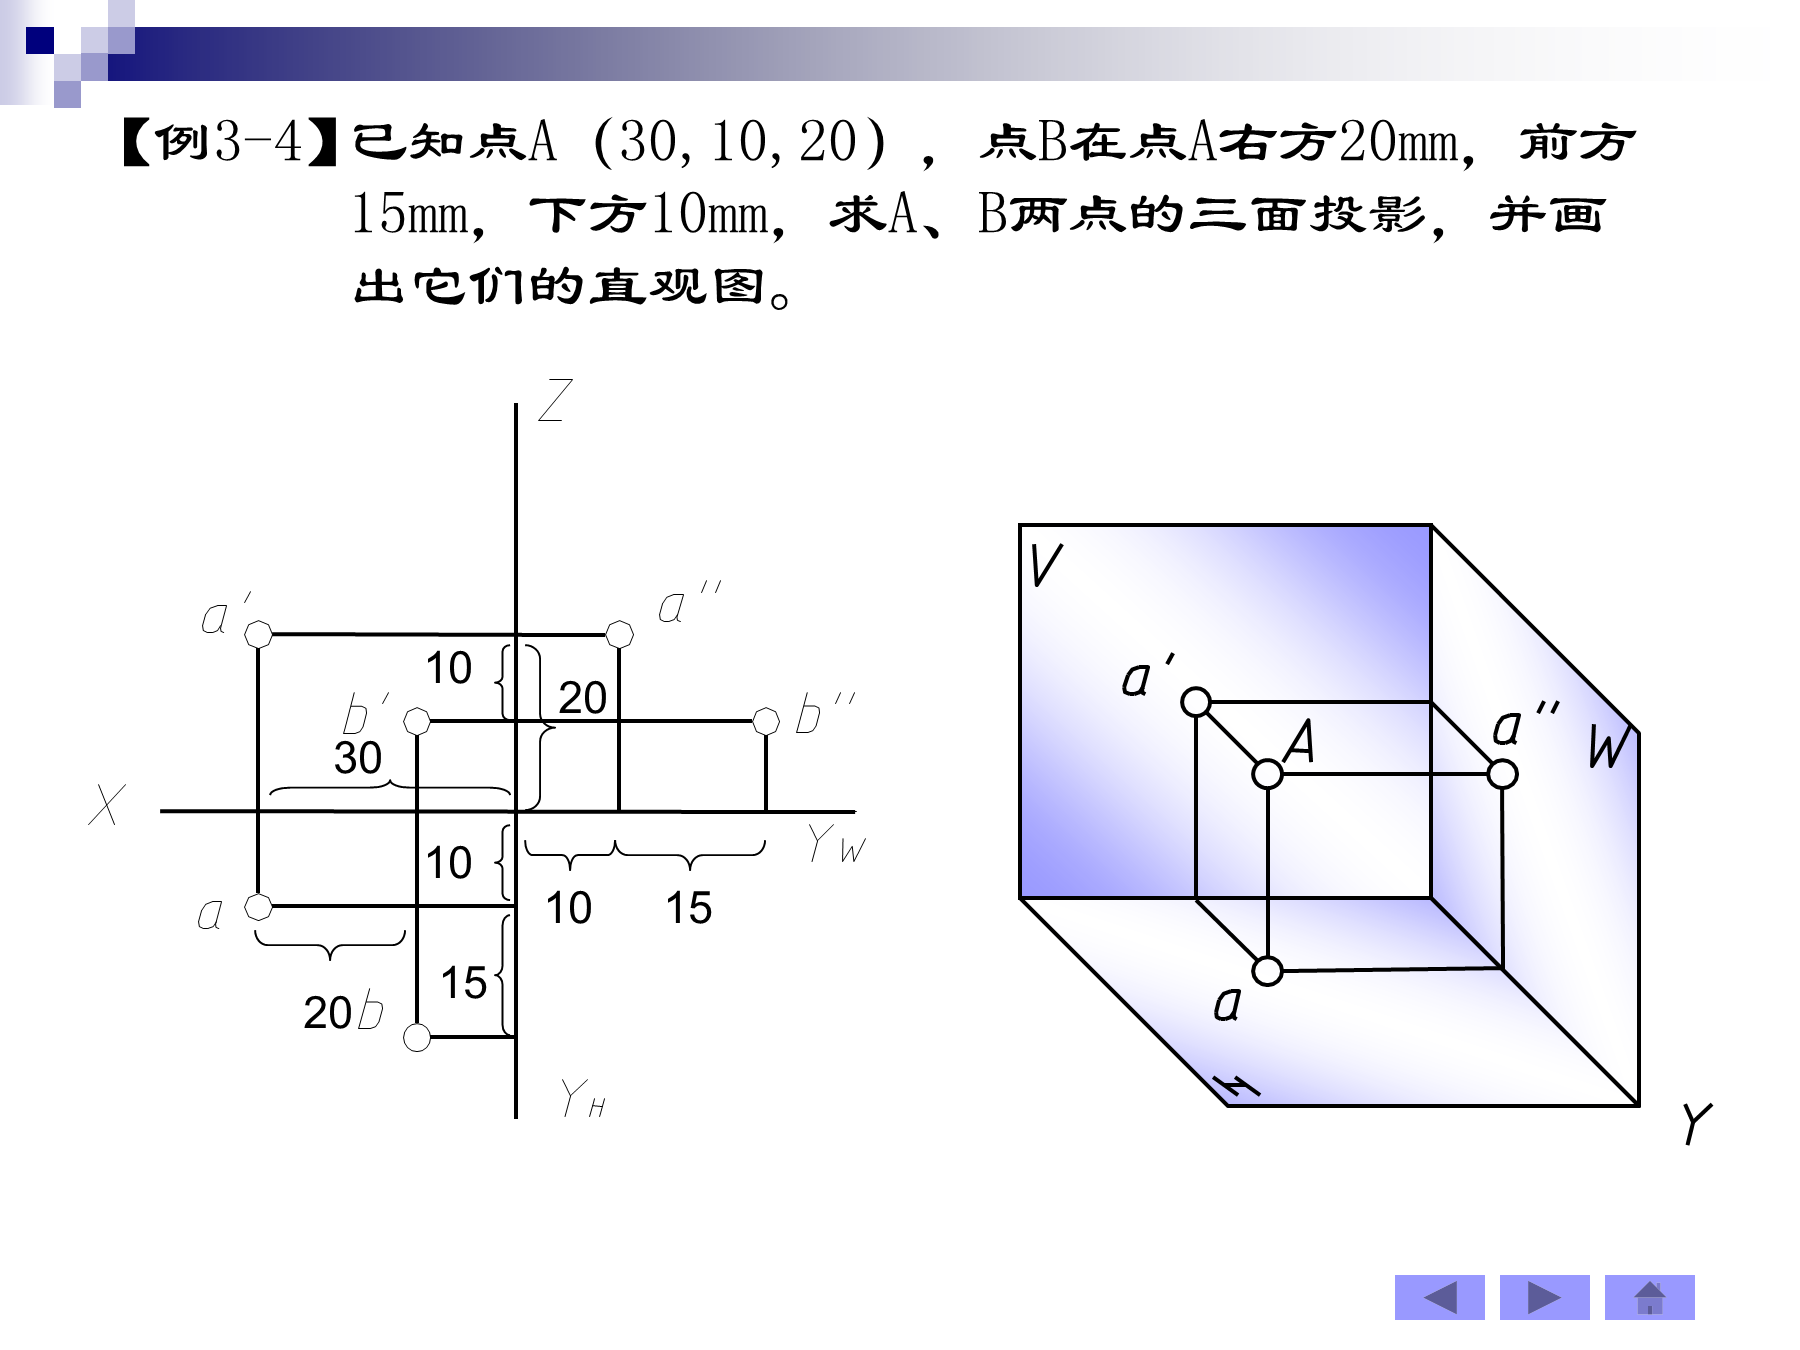 【例3-4】已知点A（30,10,20），点B在点A右方20mm，前方
15mm，下方10mm，求A、B两点的三面投影，并画
出它们的直观图。
Z
a′
a″
10
20
b′
b″
30
X
YW
10
a
10
15
15
20
b
YH
V
a′
A
a″
W
a
H
Y